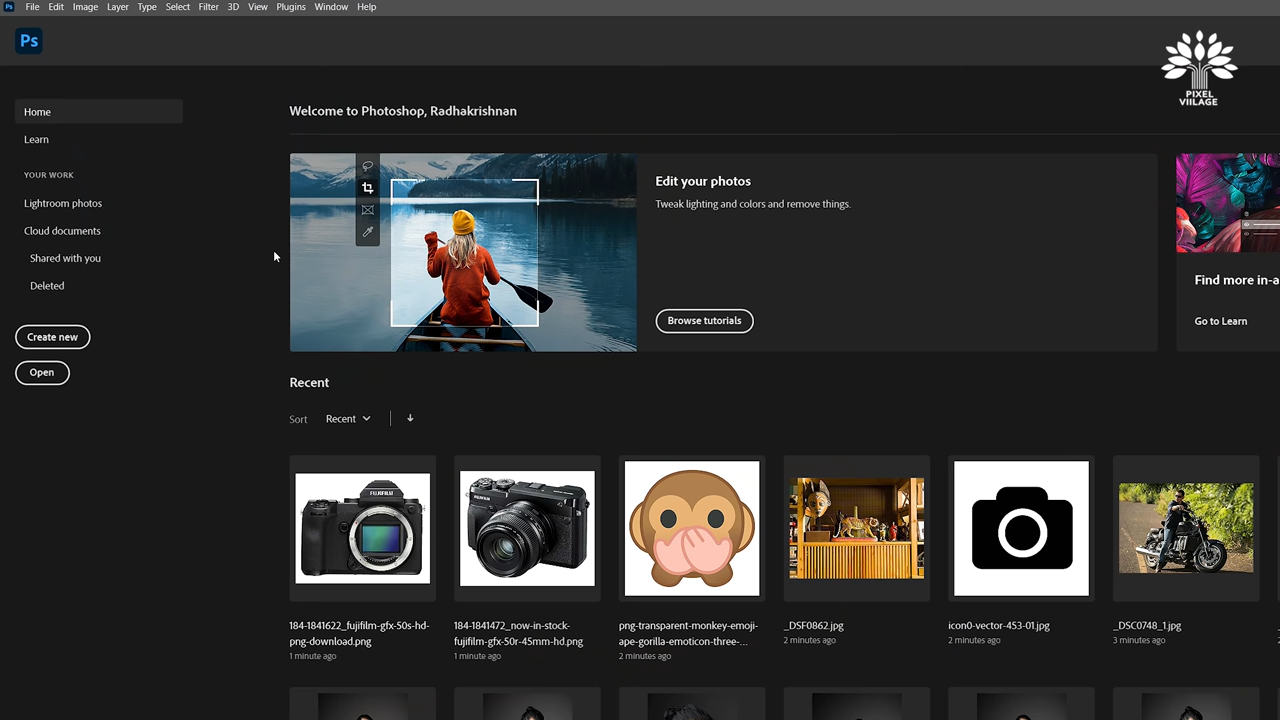 Ps File Edit Image Layer Type Select Filter 3D View Plugins Window Help
Ps
PIXEL
VIILAGE
Home
Learn
YOUR WORK
Lightroom photos
Cloud documents
Shared with you
Deleted
Create new
Open
Welcome to Photoshop, Radhakrishnan
Edit your photos
Tweak lighting and colors and remove things.
Browse tutorials
Find more in-a
Go to Learn
Recent
Sort Recent
FUJIFILM
184-1841622_fujifilm-gfx-50s-hd-
png-download.png
1 minute ago
184-1841472_now-in-stock-
fujifilm-gfx-50r-45mm-hd.png
1 minute ago
png-transparent-monkey-emoji-
ape-gorilla-emoticon-three-...
2 minutes ago
_DSF0862.jpg
2 minutes ago
icon0-vector-453-01.jpg
2 minutes ago
_DSC0748_1.jpg
3 minutes ago